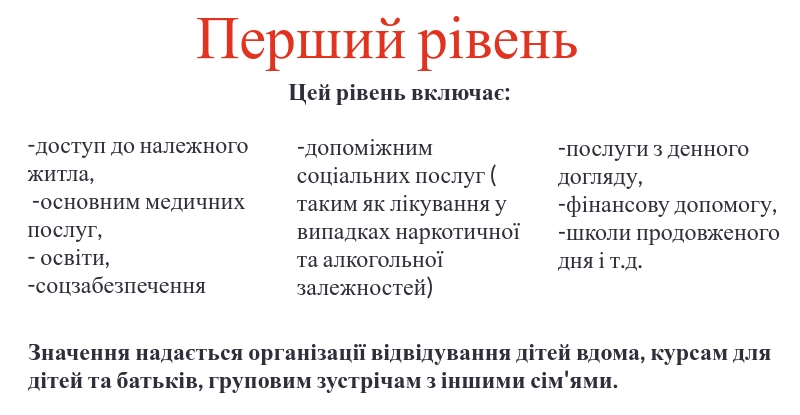 Перший рівень
Цей рівень включає:
-доступ до належного
житла,
-основним медичних
послуг,
- освіти,
-соцзабезпечення
-допоміжним
соціальних послуг (
таким як лікування у
випадках наркотичної
та алкогольної
залежностей)
-послуги з денного
догляду,
-фінансову допомогу,
-школи продовженого
дня і т.д.
Значення надається організації відвідування дітей вдома, курсам для
дітей та батьків, груповим зустрічам з іншими сім'ями.